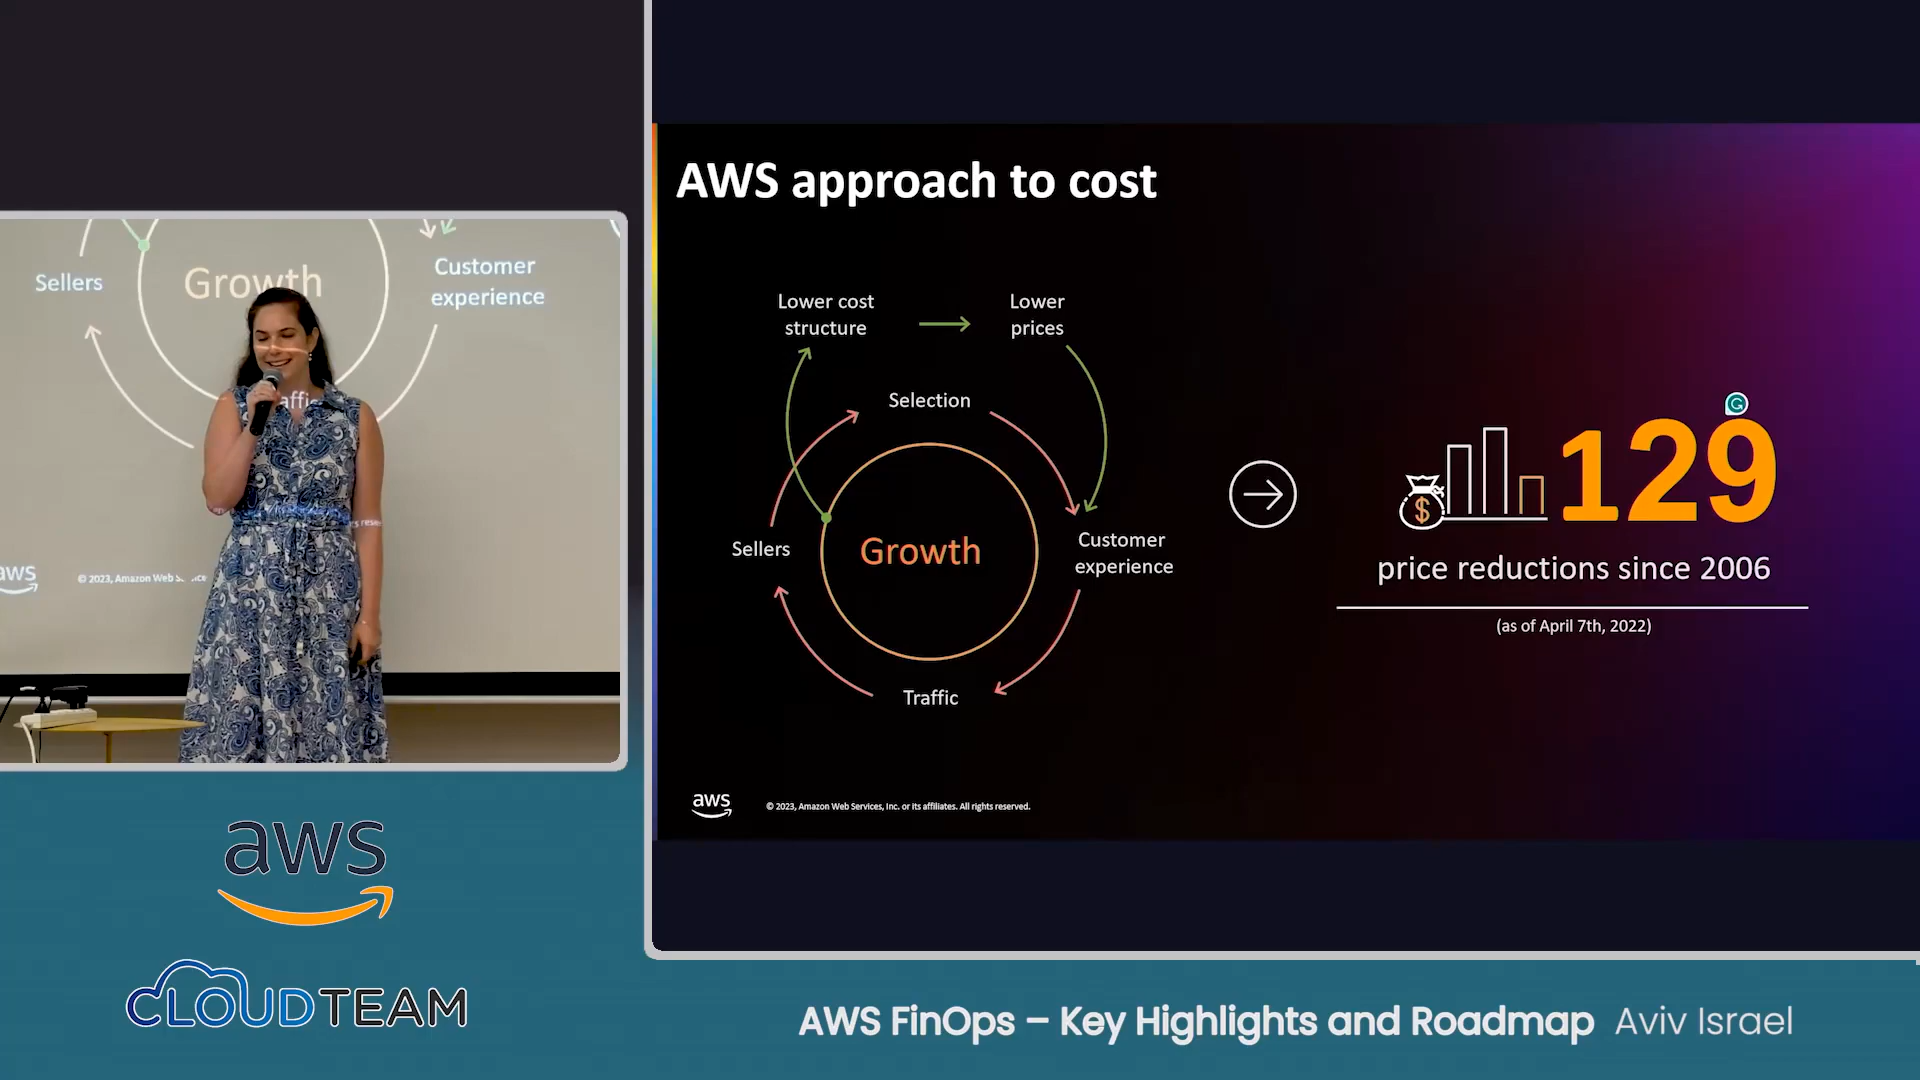 Sellers
Growth
Customer
experience
affic
aws
© 2023, Amazon Web
AWS approach to cost
Lower cost
structure
Lower
prices
Selection
Sellers
Growth
Customer
experience
Traffic
$
G
129
price reductions since 2006
(as of April 7th, 2022)
aws
© 2023, Amazon Web Services, Inc. or its affiliates. All rights reserved.
aws
CLOUDTEAM
AWS FinOps – Key Highlights and Roadmap Aviv Israel